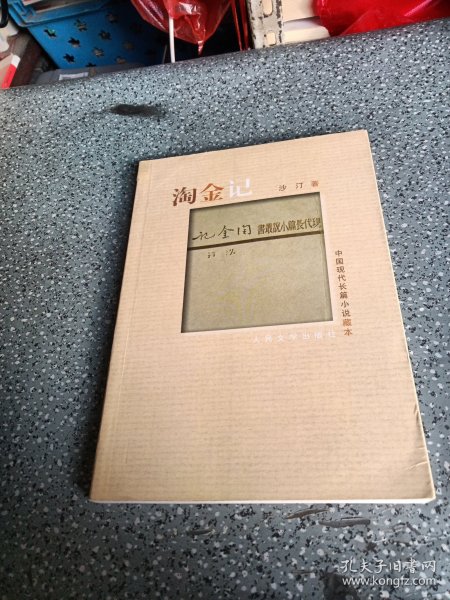 淘金记
沙汀 著
現代長篇小說叢書
淘金记
沙汀
中国现代长篇小说藏本
人民文学出版社
孔夫子旧书网
www.kongfz.com